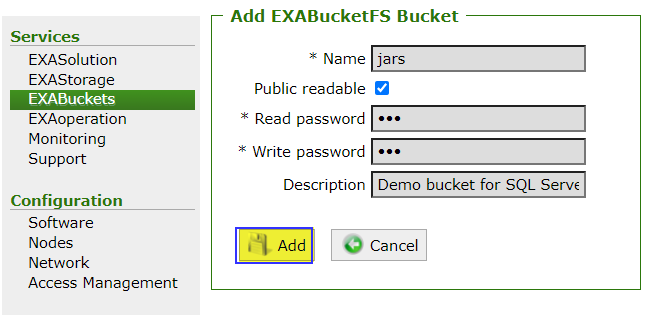 Services
EXASolution
EXAStorage
EXABuckets
EXAoperation
Monitoring
Support
Configuration
Software
Nodes
Network
Access Management
Add EXABucketFS Bucket
* Name jars
Public readable
* Read password •••
* Write password •••
Description Demo bucket for SQL Serve
Add Cancel